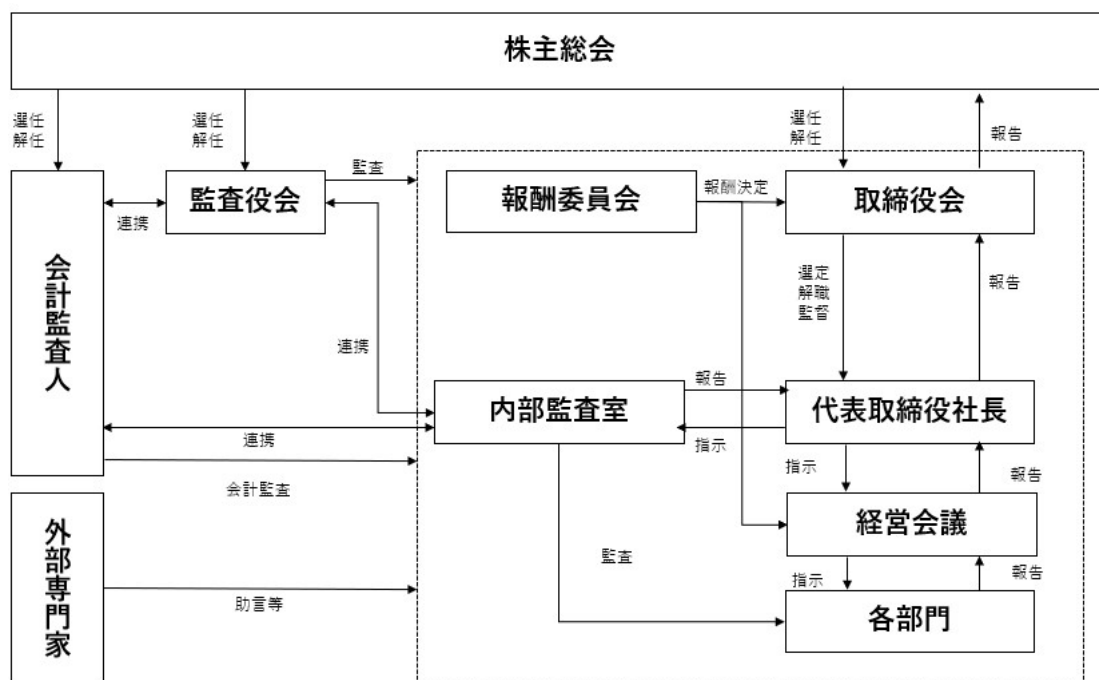 株主総会
選任
解任
選任
解任
選任
解任
報告
監査役会
監査
報酬委員会
報酬決定
取締役会
連携
会計監査人
選定
解職
監督
報告
連携
内部監査室
報告
代表取締役社長
連携
指示
指示
報告
会計監査
経営会議
外部専門家
監査
指示
報告
助言等
各部門